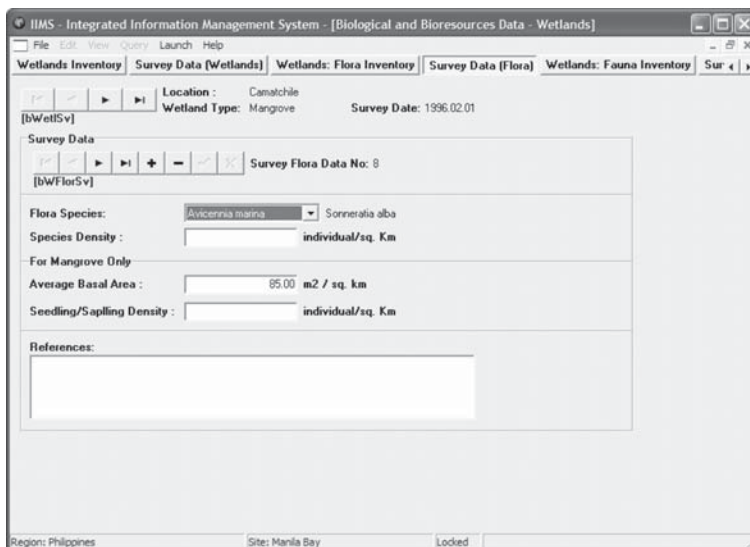 IIMS - Integrated Information Management System - [Biological and Bioresources Data - Wetlands]
File Edit View Query Launch Help
Wetlands Inventory Survey Data (Wetlands) Wetlands: Flora Inventory Survey Data (Flora) Wetlands: Fauna Inventory Sur
Location : Camatchile
Wetland Type: Mangrove Survey Date: 1996.02.01
[bWetlSv]
Survey Data
Survey Flora Data No: 8
[bWFlorSv]
Flora Species: Avicennia marina Sonneratia alba
Species Density : individual/sq. Km
For Mangrove Only
Average Basal Area : 85.00 m2 / sq. km
Seedling/Saplling Density : individual/sq. Km
References:
Region: Philippines Site: Manila Bay Locked